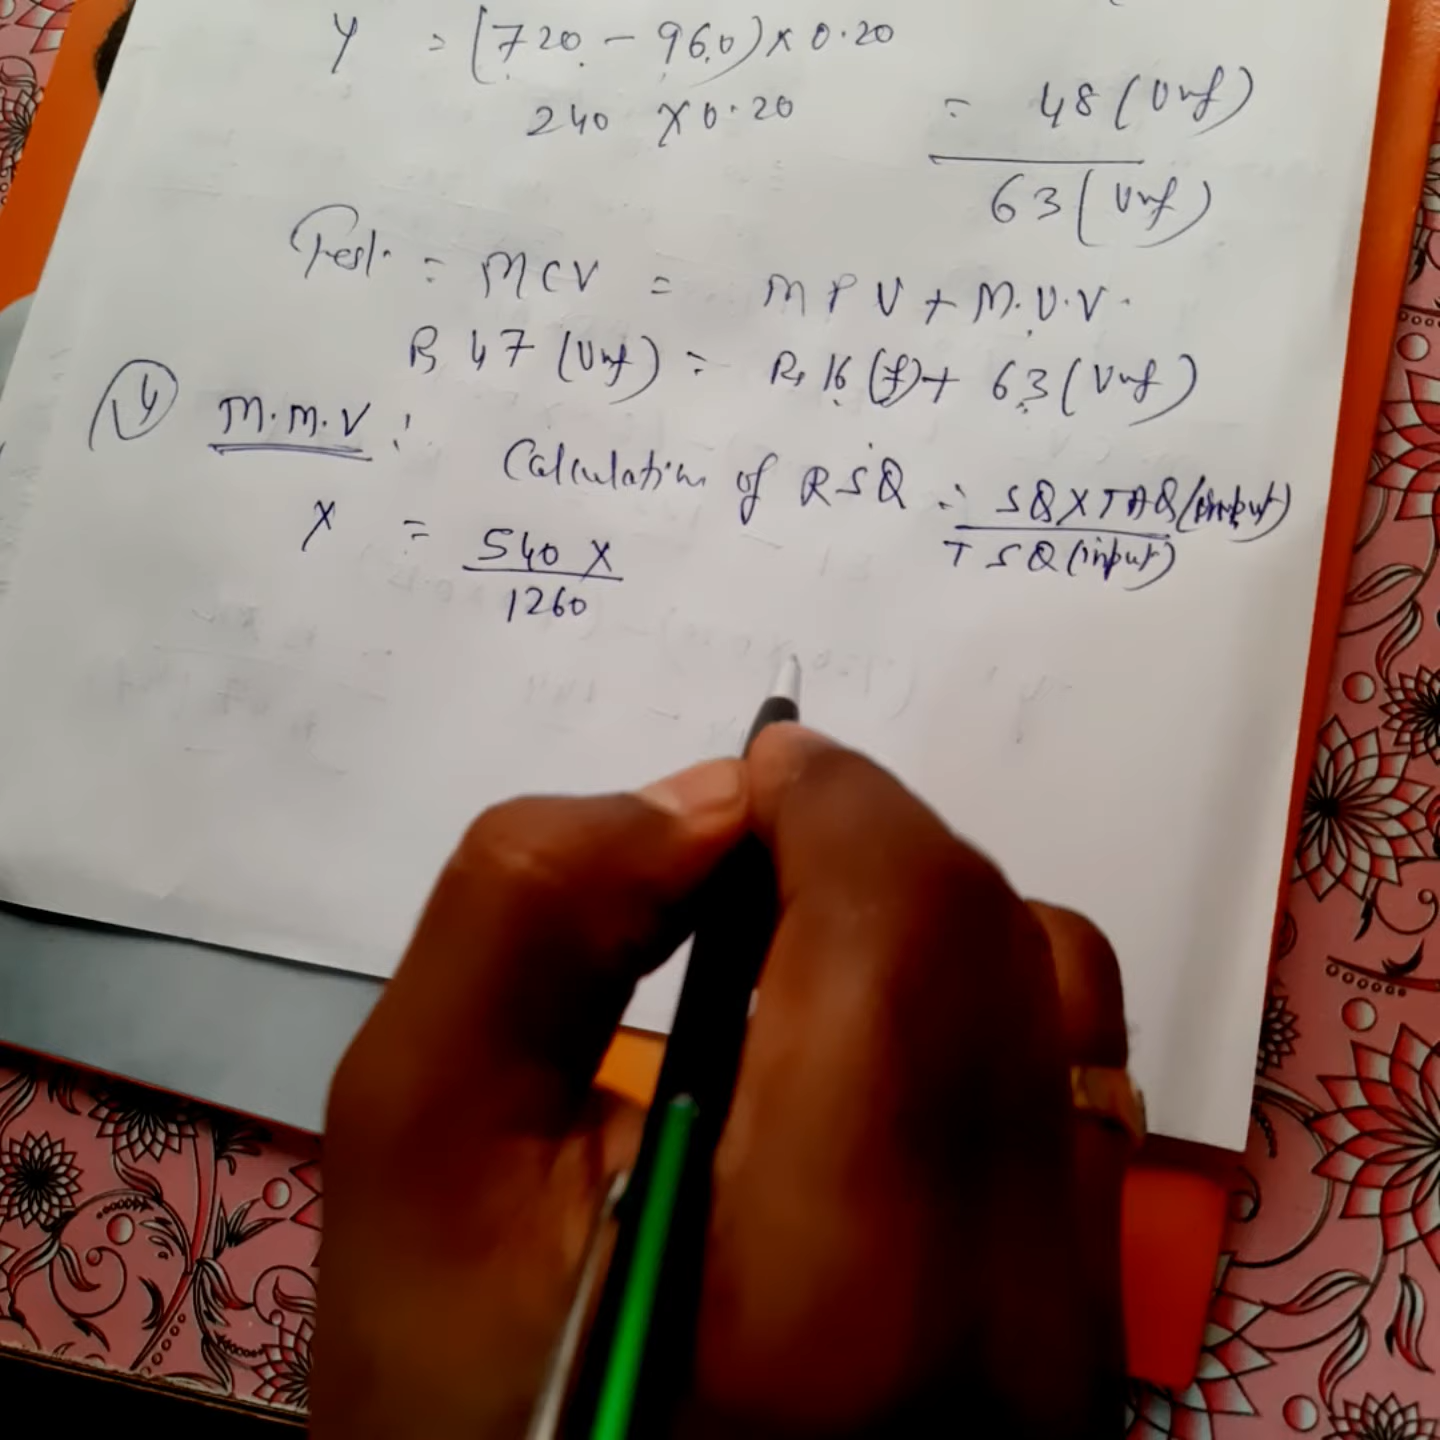 Y = (720 - 960) x 0.20
240 x 0.20 = 48 (Unf)
63 (Unf)
Test = MCV = MPV + M.U.V.
Rs 47 (Unf) = Rs 16 (f) + 63 (Unf)
4 M.M.V :
Calculation of RSQ = SQ X TAQ (input)
TSQ (input)
X = 540 X
1260